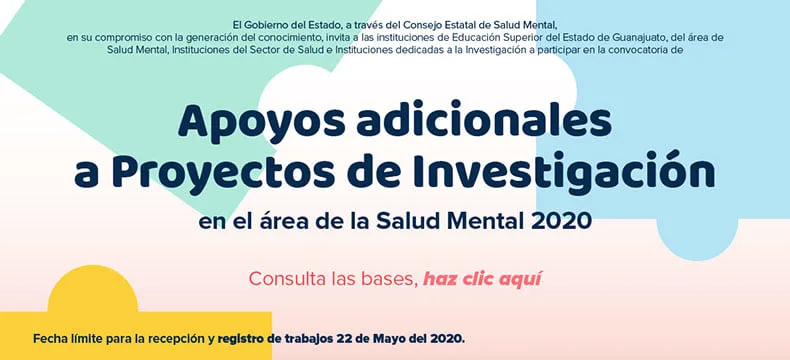 El Gobierno del Estado, a través del Consejo Estatal de Salud Mental,
en su compromiso con la generación del conocimiento, invita a las instituciones de Educación Superior del Estado de Guanajuato, del área de
Salud Mental, Instituciones del Sector de Salud e Instituciones dedicadas a la Investigación a participar en la convocatoria de
Apoyos adicionales
a Proyectos de Investigación
en el área de la Salud Mental 2020
Consulta las bases, haz clic aquí
Fecha límite para la recepción y registro de trabajos 22 de Mayo del 2020.